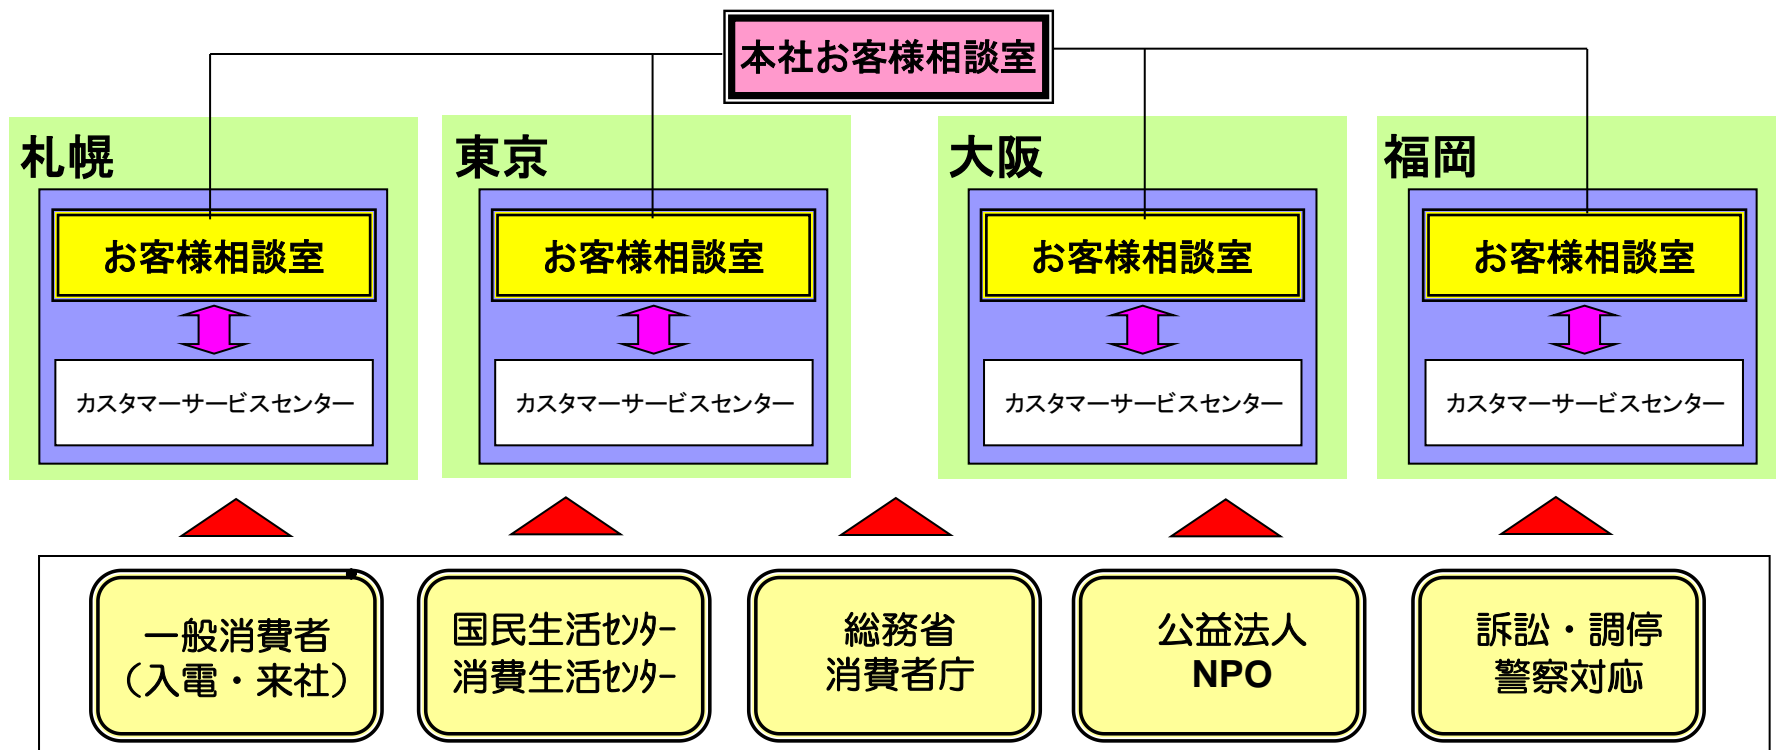 本社お客様相談室
札幌
東京
大阪
福岡
お客様相談室
お客様相談室
お客様相談室
お客様相談室
カスタマーサービスセンター
カスタマーサービスセンター
カスタマーサービスセンター
カスタマーサービスセンター
一般消費者
（入電・来社）
国民生活ｾﾝﾀｰ
消費生活ｾﾝﾀｰ
総務省
消費者庁
公益法人
NPO
訴訟・調停
警察対応